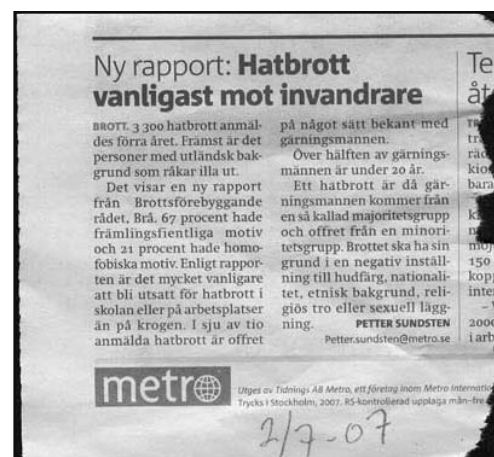 Ny rapport: Hatbrott
vanligast mot invandrare
BROTT. 3 300 hatbrott anmäl-
des förra året. Främst är det
personer med utländsk bak-
grund som råkar illa ut.
Det visar en ny rapport
från Brottsförebyggande
rådet, Brå. 67 procent hade
främlingsfientliga motiv
och 21 procent hade homo-
fobiska motiv. Enligt rappor-
ten är det mycket vanligare
att bli utsatt för hatbrott i
skolan eller på arbetsplatser
än på krogen. I sju av tio
anmälda hatbrott är offret
på något sätt bekant med
gärningsmannen.
Över hälften av gärnings-
männen är under 20 år.
Ett hatbrott är då gär-
ningsmannen kommer från
en så kallad majoritetsgrupp
och offret från en minori-
tetsgrupp. Brottet ska ha sin
grund i en negativ inställ-
ning till hudfärg, nationali-
tet, etnisk bakgrund, reli-
giös tro eller sexuell lägg-
ning. PETTER SUNDSTEN
Petter.sundsten@metro.se
Te
åt
150
2000
i arb
metro
Utges av Tidnings AB Metro, ett företag inom Metro Internatio
Trycks i Stockholm, 2007. RS-kontrollerad upplaga mån-fre
2/7-07